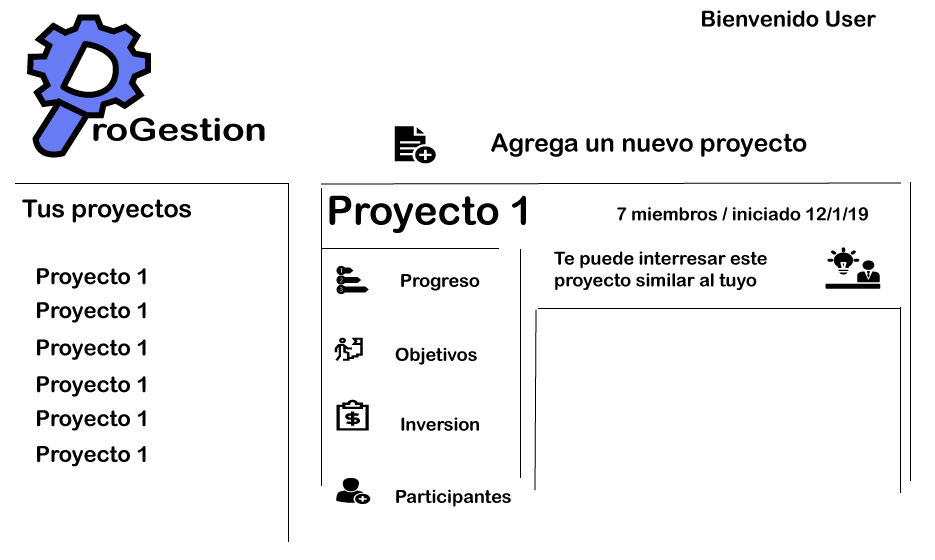 Bienvenido User
roGestion
Agrega un nuevo proyecto
Tus proyectos
Proyecto 1
Proyecto 1
Proyecto 1
Proyecto 1
Proyecto 1
Proyecto 1
Proyecto 1
7 miembros / iniciado 12/1/19
Progreso
Objetivos
Inversion
Participantes
Te puede interresar este
proyecto similar al tuyo